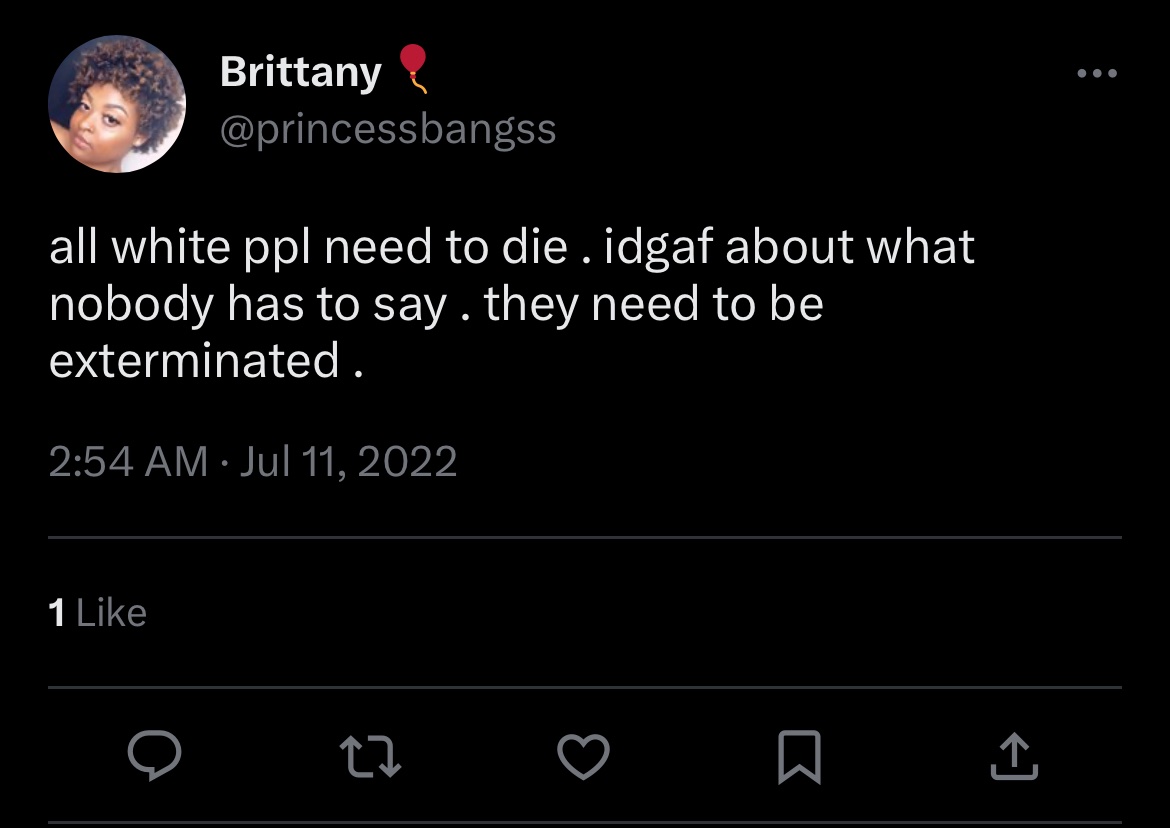 Brittany 🎈
@princessbangss
all white ppl need to die . idgaf about what
nobody has to say . they need to be
exterminated .
2:54 AM · Jul 11, 2022
1 Like